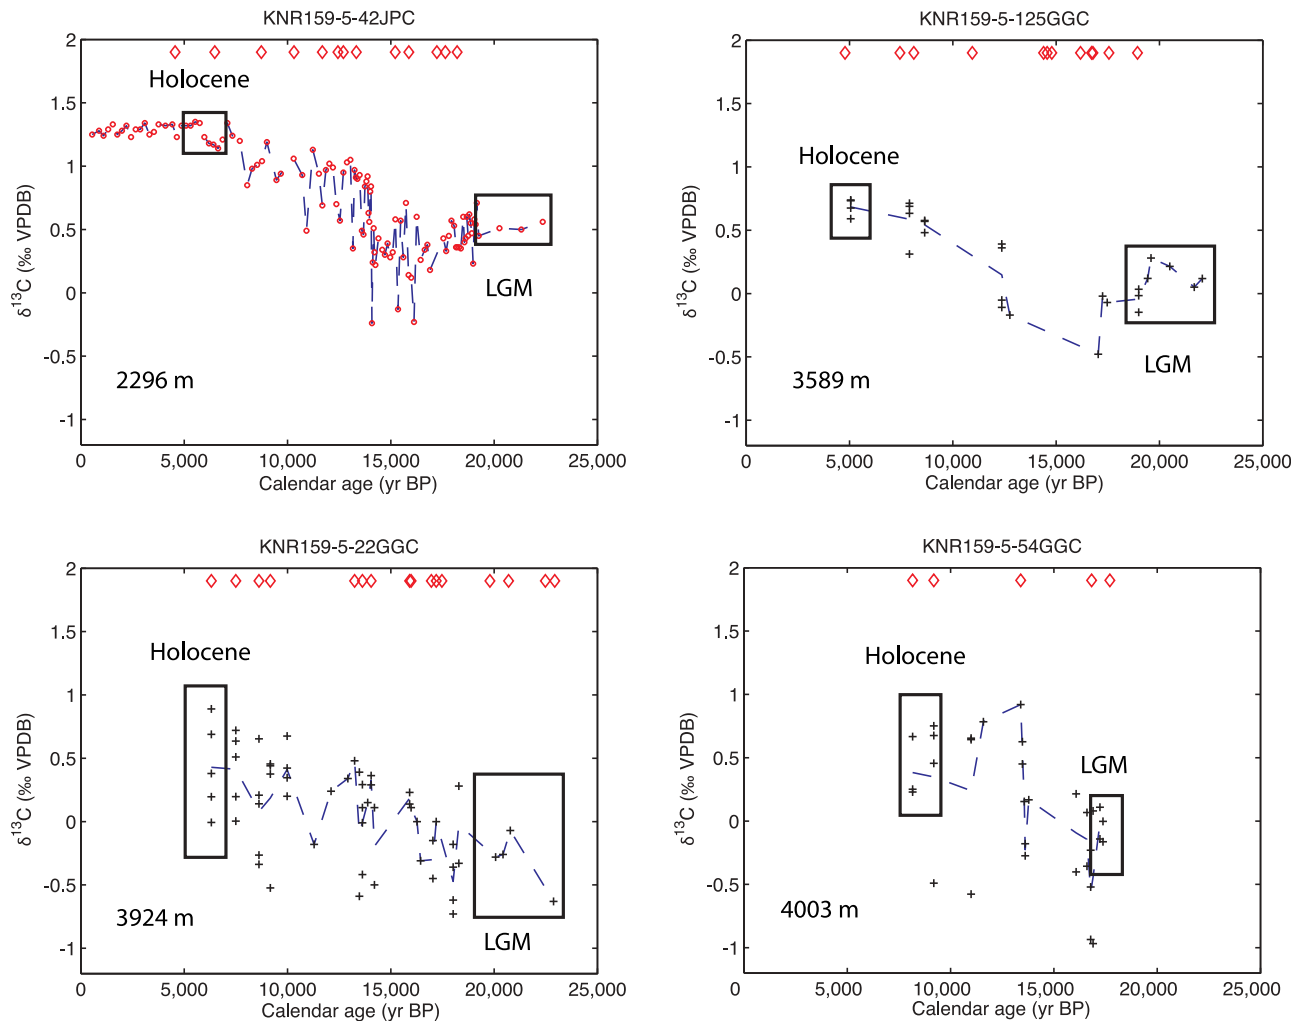 KNR159-5-42JPC
2
1.5
1
0.5
0
-0.5
-1
δ¹³C (‰ VPDB)
Holocene
LGM
2296 m
0 5,000 10,000 15,000 20,000 25,000
Calendar age (yr BP)
KNR159-5-125GGC
2
1.5
1
0.5
0
-0.5
-1
δ¹³C (‰ VPDB)
Holocene
LGM
3589 m
0 5,000 10,000 15,000 20,000 25,000
Calendar age (yr BP)
KNR159-5-22GGC
2
1.5
1
0.5
0
-0.5
-1
δ¹³C (‰ VPDB)
Holocene
3924 m
LGM
0 5,000 10,000 15,000 20,000 25,000
Calendar age (yr BP)
KNR159-5-54GGC
2
1.5
1
0.5
0
-0.5
-1
δ¹³C (‰ VPDB)
Holocene
LGM
4003 m
0 5,000 10,000 15,000 20,000 25,000
Calendar age (yr BP)